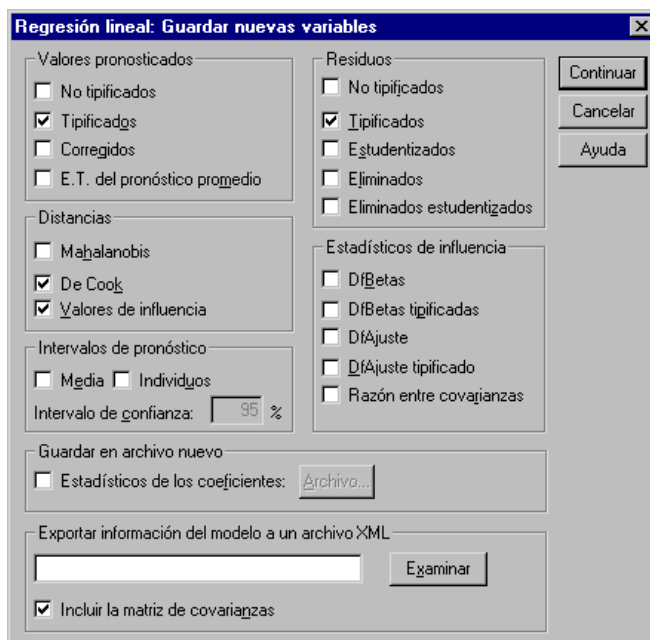 Regresión lineal: Guardar nuevas variables
Valores pronosticados
No tipificados
Tipificados
Corregidos
E.T. del pronóstico promedio
Distancias
Mahalanobis
De Cook
Valores de influencia
Intervalos de pronóstico
Media Individuos
Intervalo de confianza: 95 %
Residuos
No tipificados
Tipificados
Estudentizados
Eliminados
Eliminados estudentizados
Estadísticos de influencia
DfBetas
DfBetas tipificadas
DfAjuste
DfAjuste tipificado
Razón entre covarianzas
Continuar
Cancelar
Ayuda
Guardar en archivo nuevo
Estadísticos de los coeficientes: Archivo...
Exportar información del modelo a un archivo XML
Examinar
Incluir la matriz de covarianzas